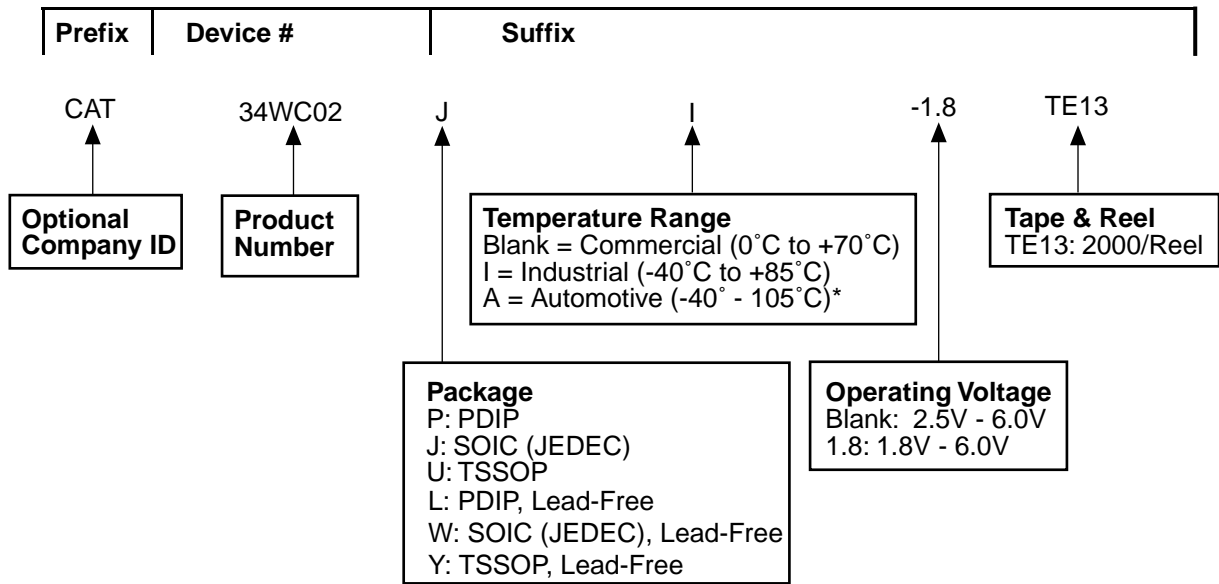 Prefix Device # Suffix
CAT 34WC02 J I -1.8 TE13
Optional
Company ID
Product
Number
Temperature Range
Blank = Commercial (0˚C to +70˚C)
I = Industrial (-40˚C to +85˚C)
A = Automotive (-40˚ - 105˚C)*
Tape & Reel
TE13: 2000/Reel
Package
P: PDIP
J: SOIC (JEDEC)
U: TSSOP
L: PDIP, Lead-Free
W: SOIC (JEDEC), Lead-Free
Y: TSSOP, Lead-Free
Operating Voltage
Blank: 2.5V - 6.0V
1.8: 1.8V - 6.0V